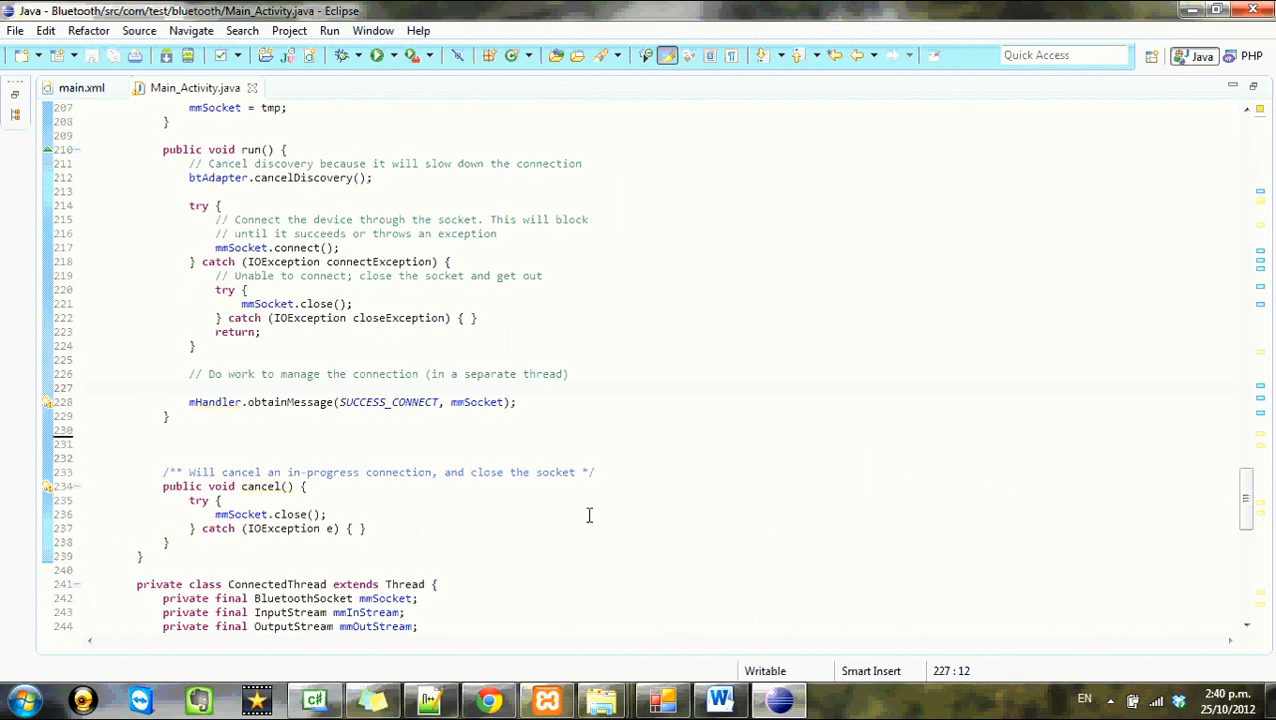 Java - Bluetooth/src/com/test/bluetooth/Main_Activity.java - Eclipse
File Edit Refactor Source Navigate Search Project Run Window Help
Quick Access
Java
PHP
main.xml
Main_Activity.java
207 mmSocket = tmp;
208 }
209
210 public void run() {
211 // Cancel discovery because it will slow down the connection
212 btAdapter.cancelDiscovery();
213
214 try {
215 // Connect the device through the socket. This will block
216 // until it succeeds or throws an exception
217 mmSocket.connect();
218 } catch (IOException connectException) {
219 // Unable to connect; close the socket and get out
220 try {
221 mmSocket.close();
222 } catch (IOException closeException) { }
223 return;
224 }
225
226 // Do work to manage the connection (in a separate thread)
227
228 mHandler.obtainMessage(SUCCESS_CONNECT, mmSocket);
229 }
230
231
232
233 /** Will cancel an in-progress connection, and close the socket */
234 public void cancel() {
235 try {
236 mmSocket.close();
237 } catch (IOException e) { }
238 }
239 }
240
241 private class ConnectedThread extends Thread {
242 private final BluetoothSocket mmSocket;
243 private final InputStream mmInStream;
244 private final OutputStream mmOutStream;
Writable
Smart Insert
227 : 12
EN
2:40 p.m.
25/10/2012